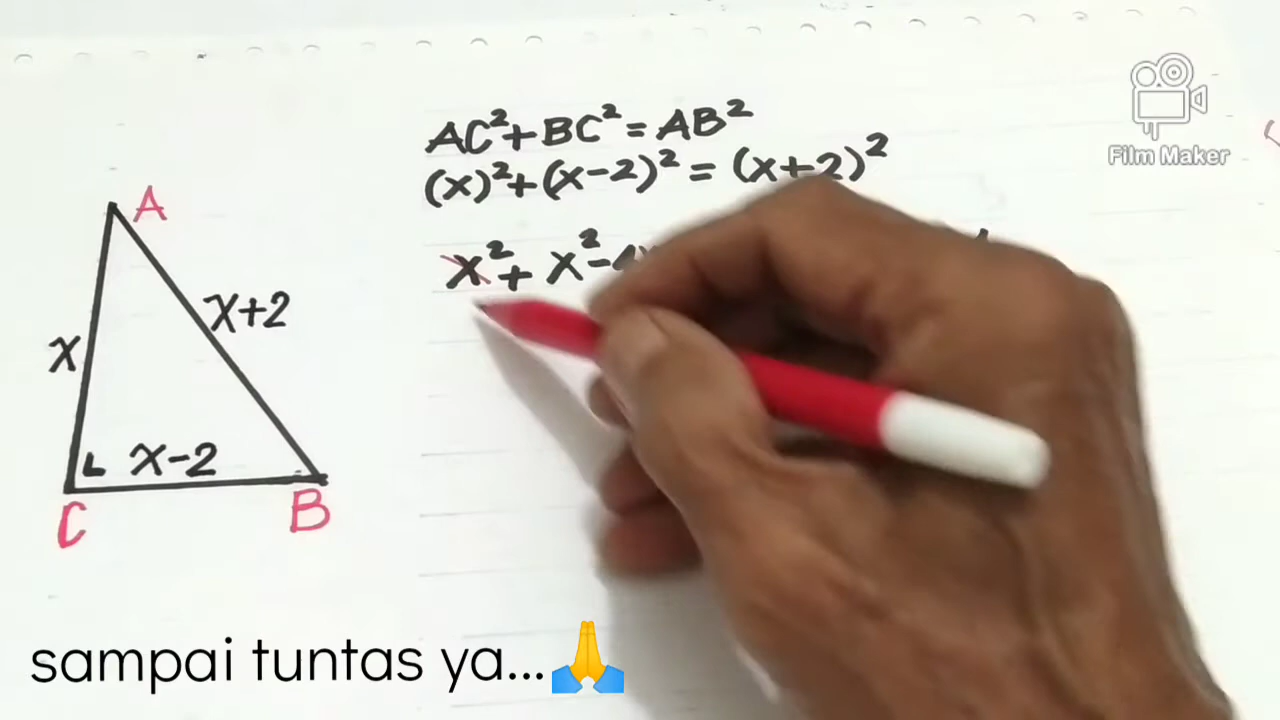 AC²+BC²=AB²
(x)²+(x-2)²=(x+2)²
x²+x²-4
Film Maker
A
x
x+2
x-2
C
B
sampai tuntas ya...🙏